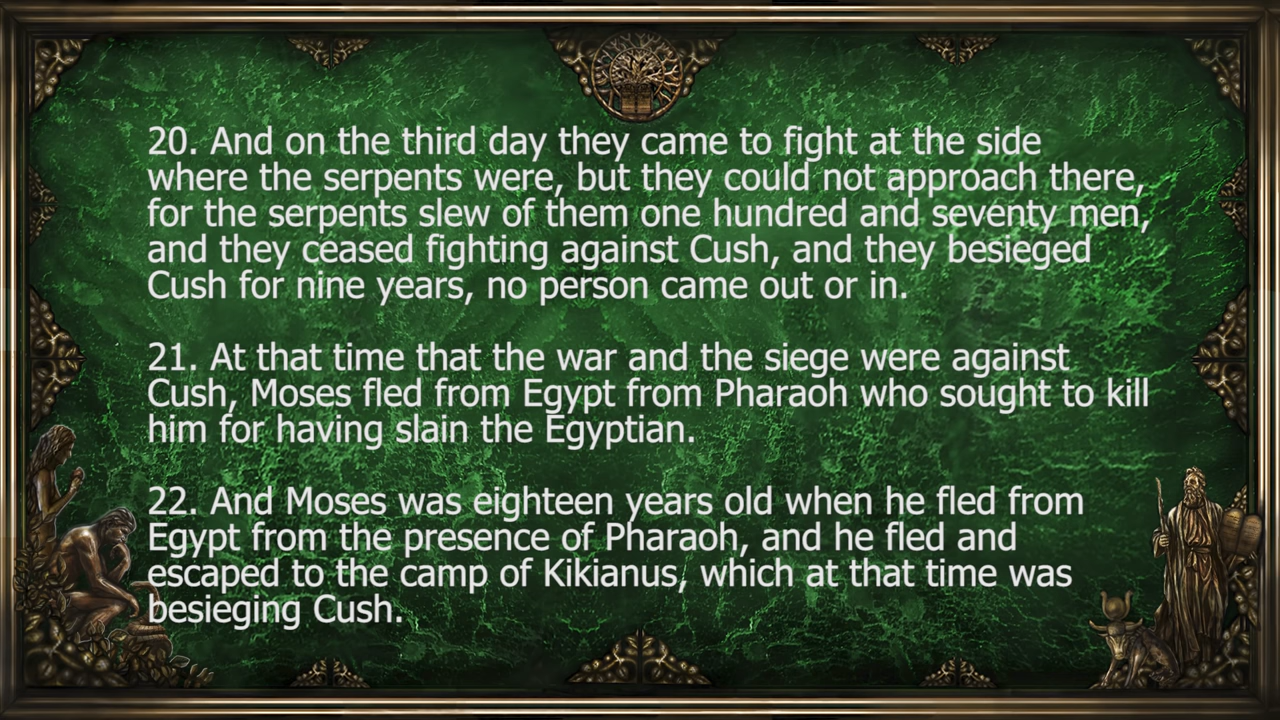 20. And on the third day they came to fight at the side
where the serpents were, but they could not approach there,
for the serpents slew of them one hundred and seventy men,
and they ceased fighting against Cush, and they besieged
Cush for nine years, no person came out or in.
21. At that time that the war and the siege were against
Cush, Moses fled from Egypt from Pharaoh who sought to kill
him for having slain the Egyptian.
22. And Moses was eighteen years old when he fled from
Egypt from the presence of Pharaoh, and he fled and
escaped to the camp of Kikianus, which at that time was
besieging Cush.